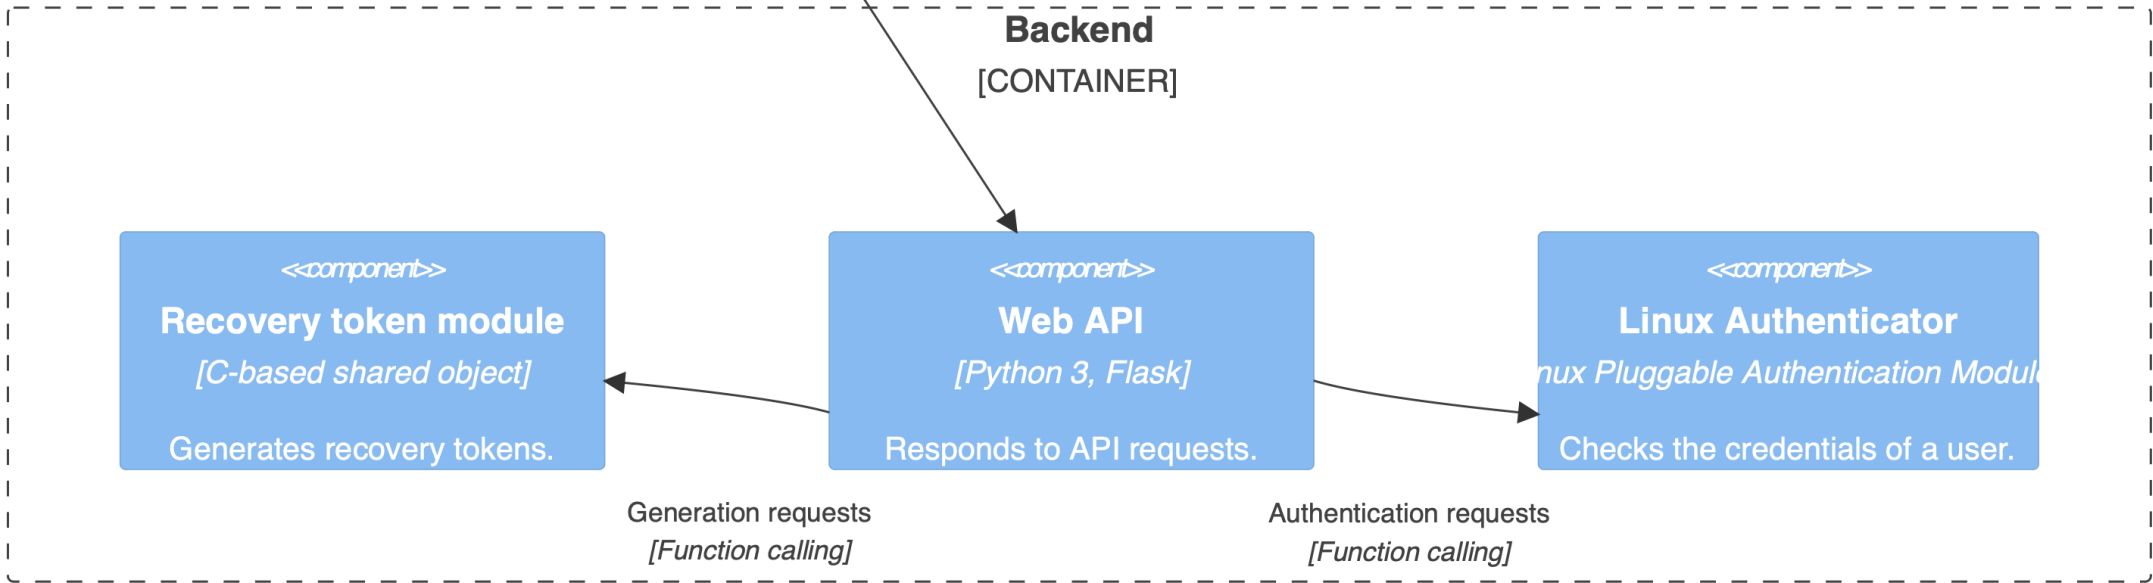 Backend
[CONTAINER]
<<component>>
Recovery token module
[C-based shared object]
Generates recovery tokens.
<<component>>
Web API
[Python 3, Flask]
Responds to API requests.
<<component>>
Linux Authenticator
Pluggable Authentication
Checks the credentials of a user.
Generation requests
[Function calling]
Authentication requests
[Function calling]